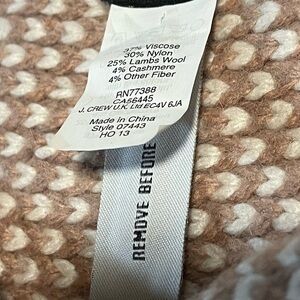 37% Viscose
30% Nylon
25% Lambs Wool
4% Cashmere
4% Other Fiber
RN77388
CA56445
J. CREW U.K. Ltd EC4V 6JA
Made in China
Style 07443
HO 13
REMOVE BEFORE